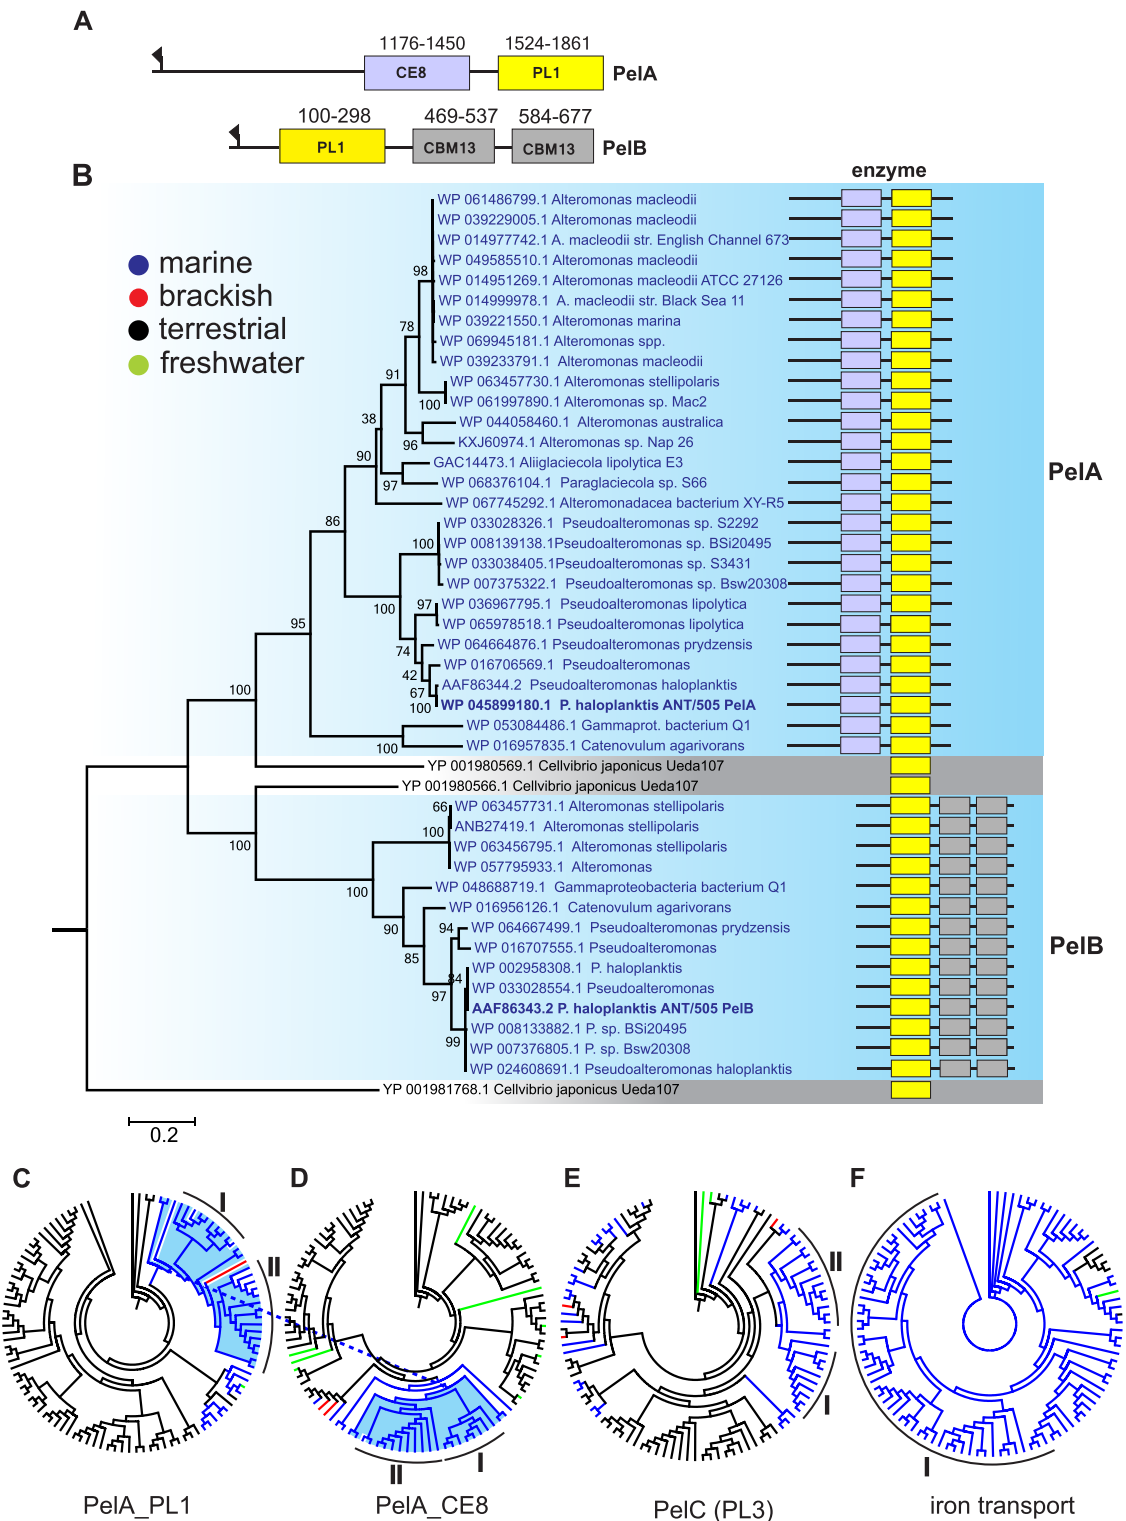 A
1176-1450 1524-1861
CE8 PL1 PelA
100-298 469-537 584-677
PL1 CBM13 CBM13 PelB
B enzyme
marine
brackish
terrestrial
freshwater
WP 061486799.1 Alteromonas macleodii
WP 039229005.1 Alteromonas macleodii
WP 014977742.1 A. macleodii str. English Channel 673
WP 049585510.1 Alteromonas macleodii
98
WP 014951269.1 Alteromonas macleodii ATCC 27126
WP 014999978.1 A. macleodii str. Black Sea 11
WP 039221550.1 Alteromonas marina
78
WP 069945181.1 Alteromonas spp.
WP 039233791.1 Alteromonas macleodii
91
WP 063457730.1 Alteromonas stellipolaris
100
WP 061997890.1 Alteromonas sp. Mac2
38
WP 044058460.1 Alteromonas australica
96
KXJ60974.1 Alteromonas sp. Nap 26
90
GAC14473.1 Aliiglaciecola lipolytica E3
97
WP 068376104.1 Paraglaciecola sp. S66
PelA
WP 067745292.1 Alteromonadacea bacterium XY-R5
86
WP 033028326.1 Pseudoalteromonas sp. S2292
100
WP 008139138.1Pseudoalteromonas sp. BSi20495
WP 033038405.1Pseudoalteromonas sp. S3431
WP 007375322.1 Pseudoalteromonas sp. Bsw20308
100
97
WP 036967795.1 Pseudoalteromonas lipolytica
95
WP 065978518.1 Pseudoalteromonas lipolytica
74
WP 064664876.1 Pseudoalteromonas prydzensis
42
WP 016706569.1 Pseudoalteromonas
67
AAF86344.2 Pseudoalteromonas haloplanktis
100
WP 045899180.1 P. haloplanktis ANT/505 PelA
100
WP 053084486.1 Gammaprot. bacterium Q1
100
WP 016957835.1 Catenovulum agarivorans
YP 001980569.1 Cellvibrio japonicus Ueda107
YP 001980566.1 Cellvibrio japonicus Ueda107
66
WP 063457731.1 Alteromonas stellipolaris
100
ANB27419.1 Alteromonas stellipolaris
100
WP 063456795.1 Alteromonas stellipolaris
WP 057795933.1 Alteromonas
100
WP 048688719.1 Gammaproteobacteria bacterium Q1
WP 016956126.1 Catenovulum agarivorans
90
94
WP 064667499.1 Pseudoalteromonas prydzensis
85
WP 016707555.1 Pseudoalteromonas
PelB
84
WP 002958308.1 P. haloplanktis
97
WP 033028554.1 Pseudoalteromonas
AAF86343.2 P. haloplanktis ANT/505 PelB
WP 008133882.1 P. sp. BSi20495
99
WP 007376805.1 P. sp. Bsw20308
WP 024608691.1 Pseudoalteromonas haloplanktis
YP 001981768.1 Cellvibrio japonicus Ueda107
0.2
C D E F
I II
II I
II I
I
PelA_PL1 PelA_CE8 PelC (PL3) iron transport